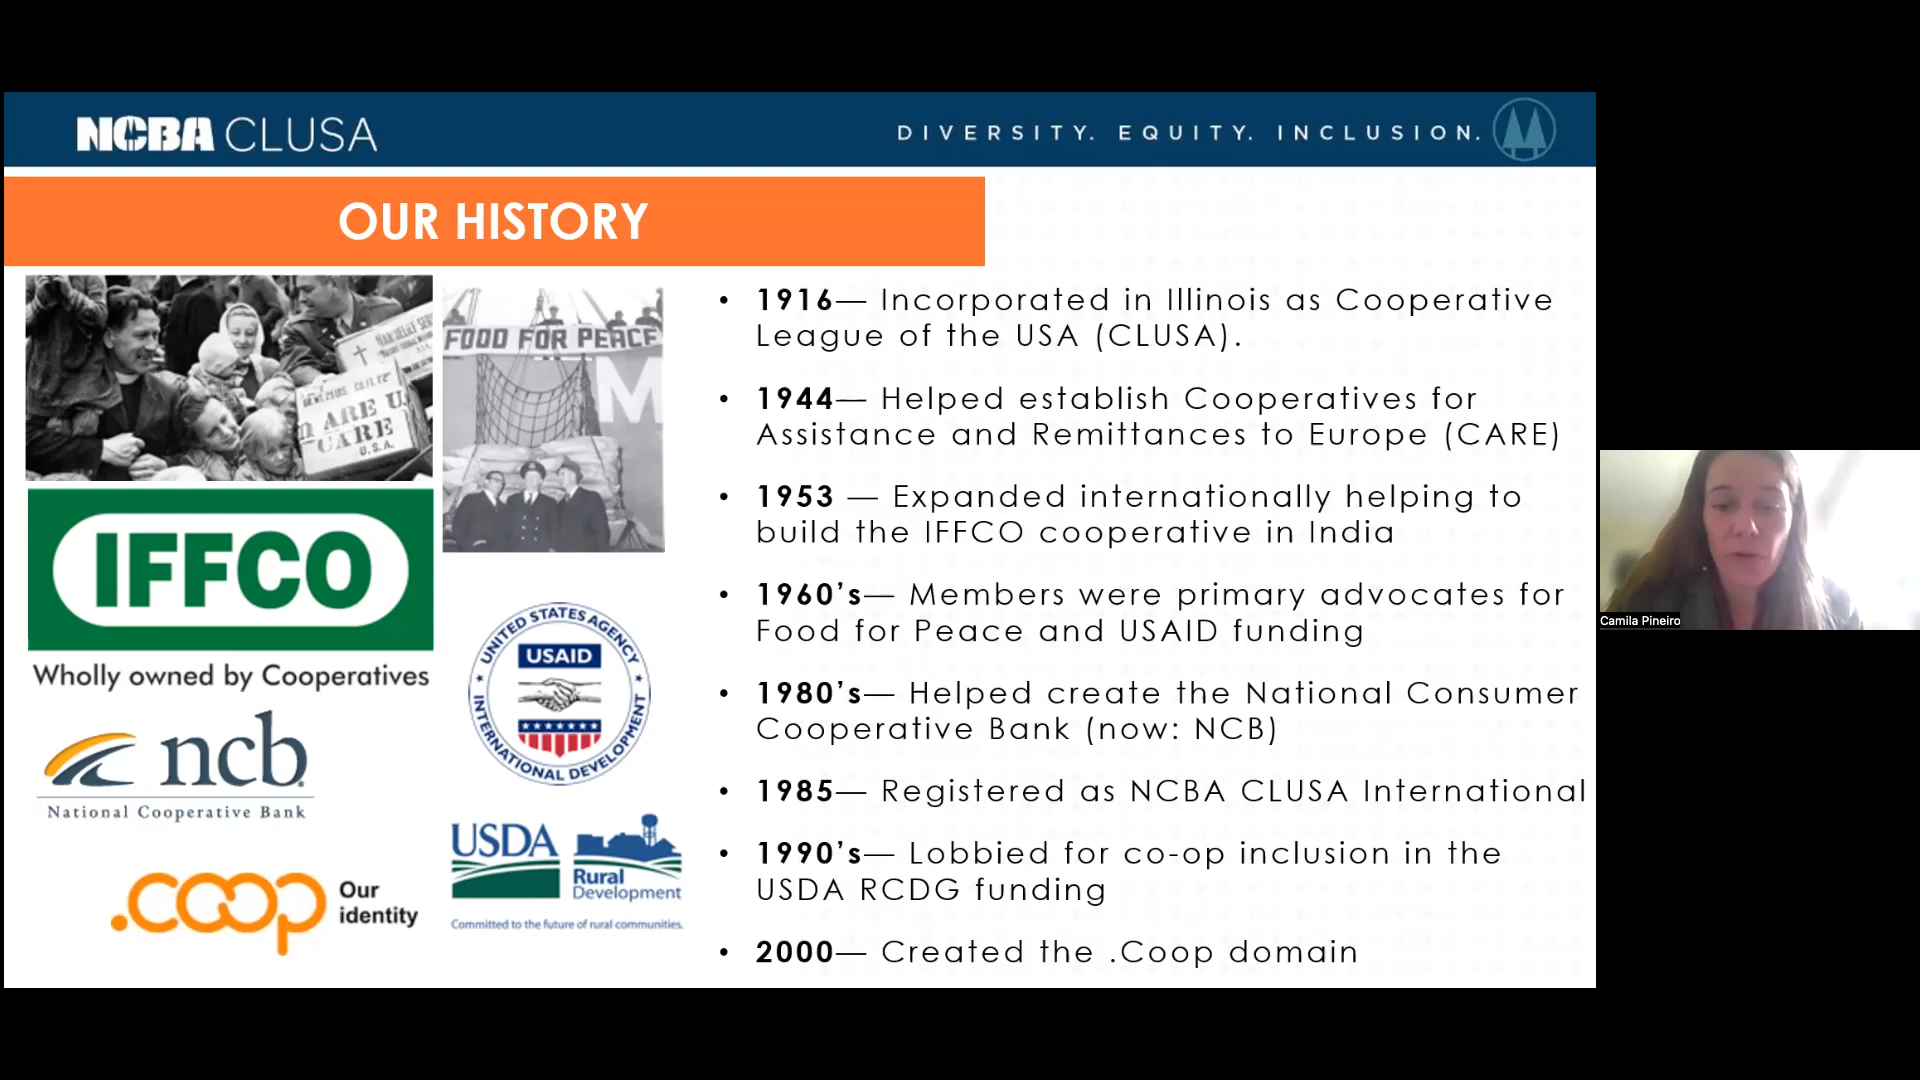 NCBA CLUSA
DIVERSITY. EQUITY. INCLUSION.
OUR HISTORY
ARE U.
CARE
U.S.A.
FOOD FOR PEACE
M
IFFCO
Wholly owned by Cooperatives
UNITED STATES AGENCY
USAID
INTERNATIONAL DEVELOPMENT
ncb
National Cooperative Bank
.coop
Our
identity
USDA
Rural
Development
Committed to the future of rural communities.
• 1916— Incorporated in Illinois as Cooperative
League of the USA (CLUSA).
• 1944— Helped establish Cooperatives for
Assistance and Remittances to Europe (CARE)
• 1953 — Expanded internationally helping to
build the IFFCO cooperative in India
• 1960's— Members were primary advocates for
Food for Peace and USAID funding
• 1980's— Helped create the National Consumer
Cooperative Bank (now: NCB)
• 1985— Registered as NCBA CLUSA International
• 1990's— Lobbied for co-op inclusion in the
USDA RCDG funding
• 2000— Created the .Coop domain
Camila Pineiro